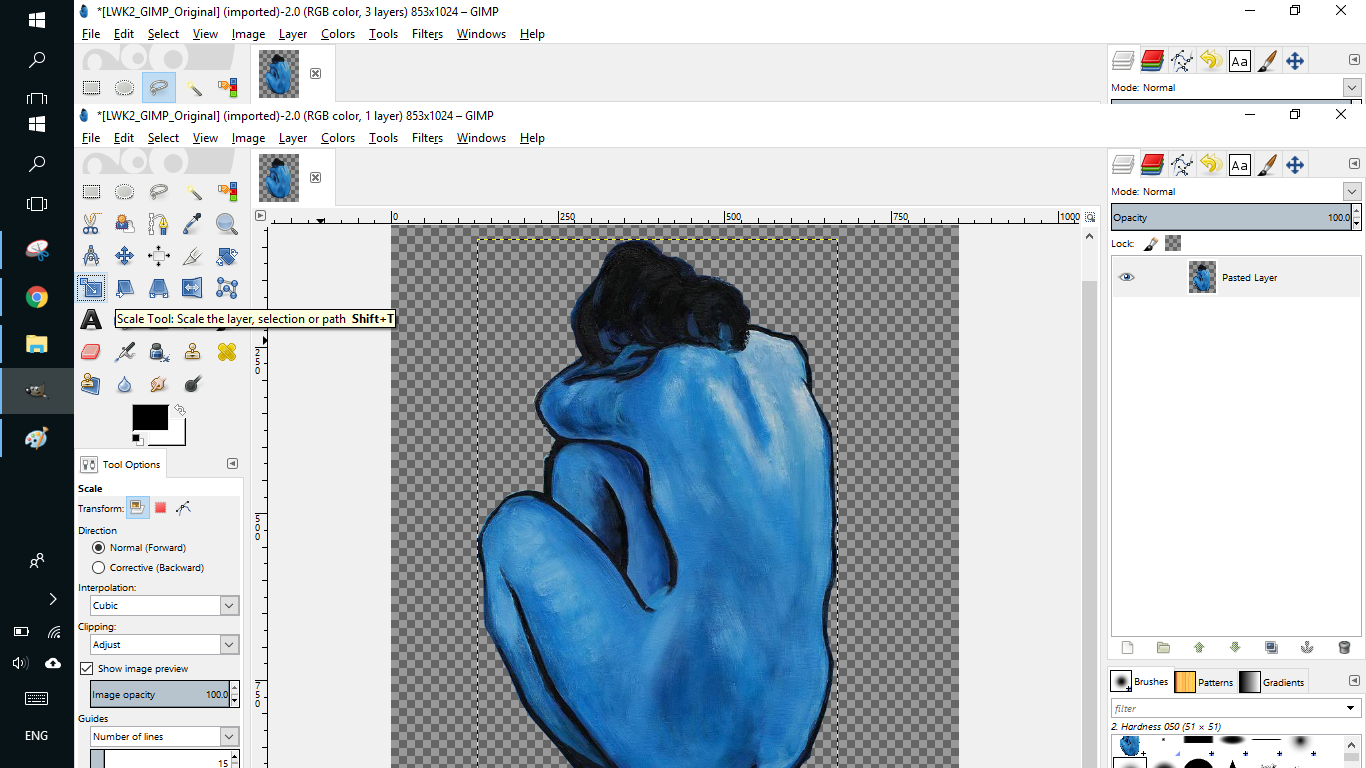 *[LWK2_GIMP_Original] (imported)-2.0 (RGB color, 3 layers) 853x1024 – GIMP
File Edit Select View Image Layer Colors Tools Filters Windows Help
Aa
Mode: Normal
*[LWK2_GIMP_Original] (imported)-2.0 (RGB color, 1 layer) 853x1024 – GIMP
File Edit Select View Image Layer Colors Tools Filters Windows Help
Aa
Mode: Normal
0 250 500 750 1000
Opacity 100.0
Lock:
Pasted Layer
A
Scale Tool: Scale the layer, selection or path Shift+T
250
500
750
Tool Options
Scale
Transform:
Direction
Normal (Forward)
Corrective (Backward)
Interpolation:
Cubic
Clipping:
Adjust
Show image preview
Image opacity 100.0
Guides
Number of lines
15
ENG
Brushes Patterns Gradients
filter
2. Hardness 050 (51 × 51)